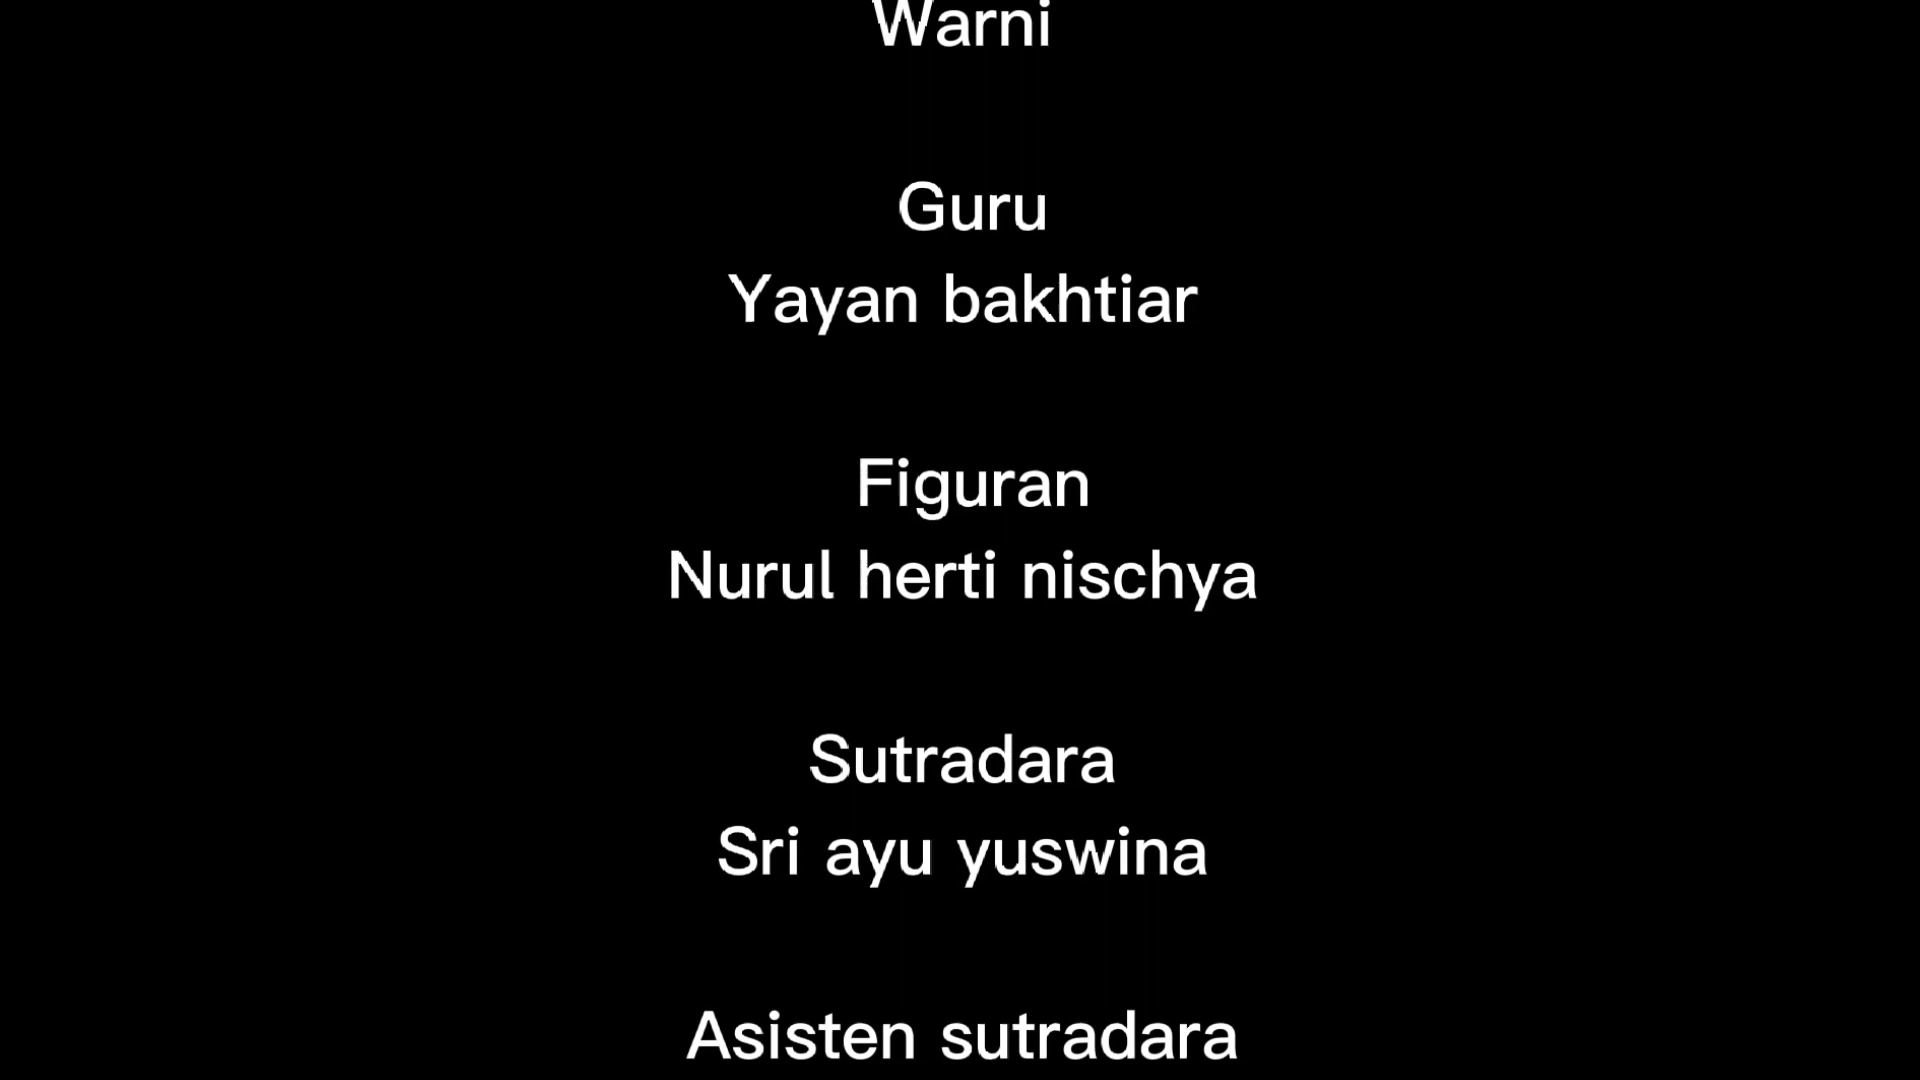 Warni
Guru
Yayan bakhtiar
Figuran
Nurul herti nischya
Sutradara
Sri ayu yuswina
Asisten sutradara